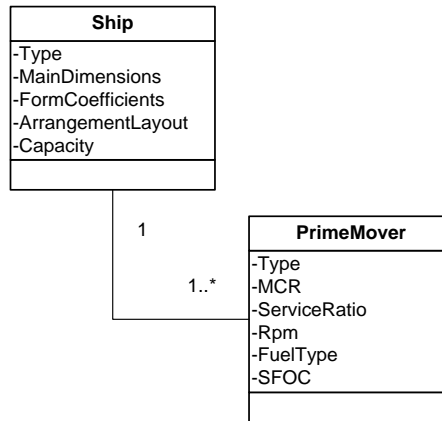 Ship
-Type
-MainDimensions
-FormCoefficients
-ArrangementLayout
-Capacity
1
1..*
PrimeMover
-Type
-MCR
-ServiceRatio
-Rpm
-FuelType
-SFOC